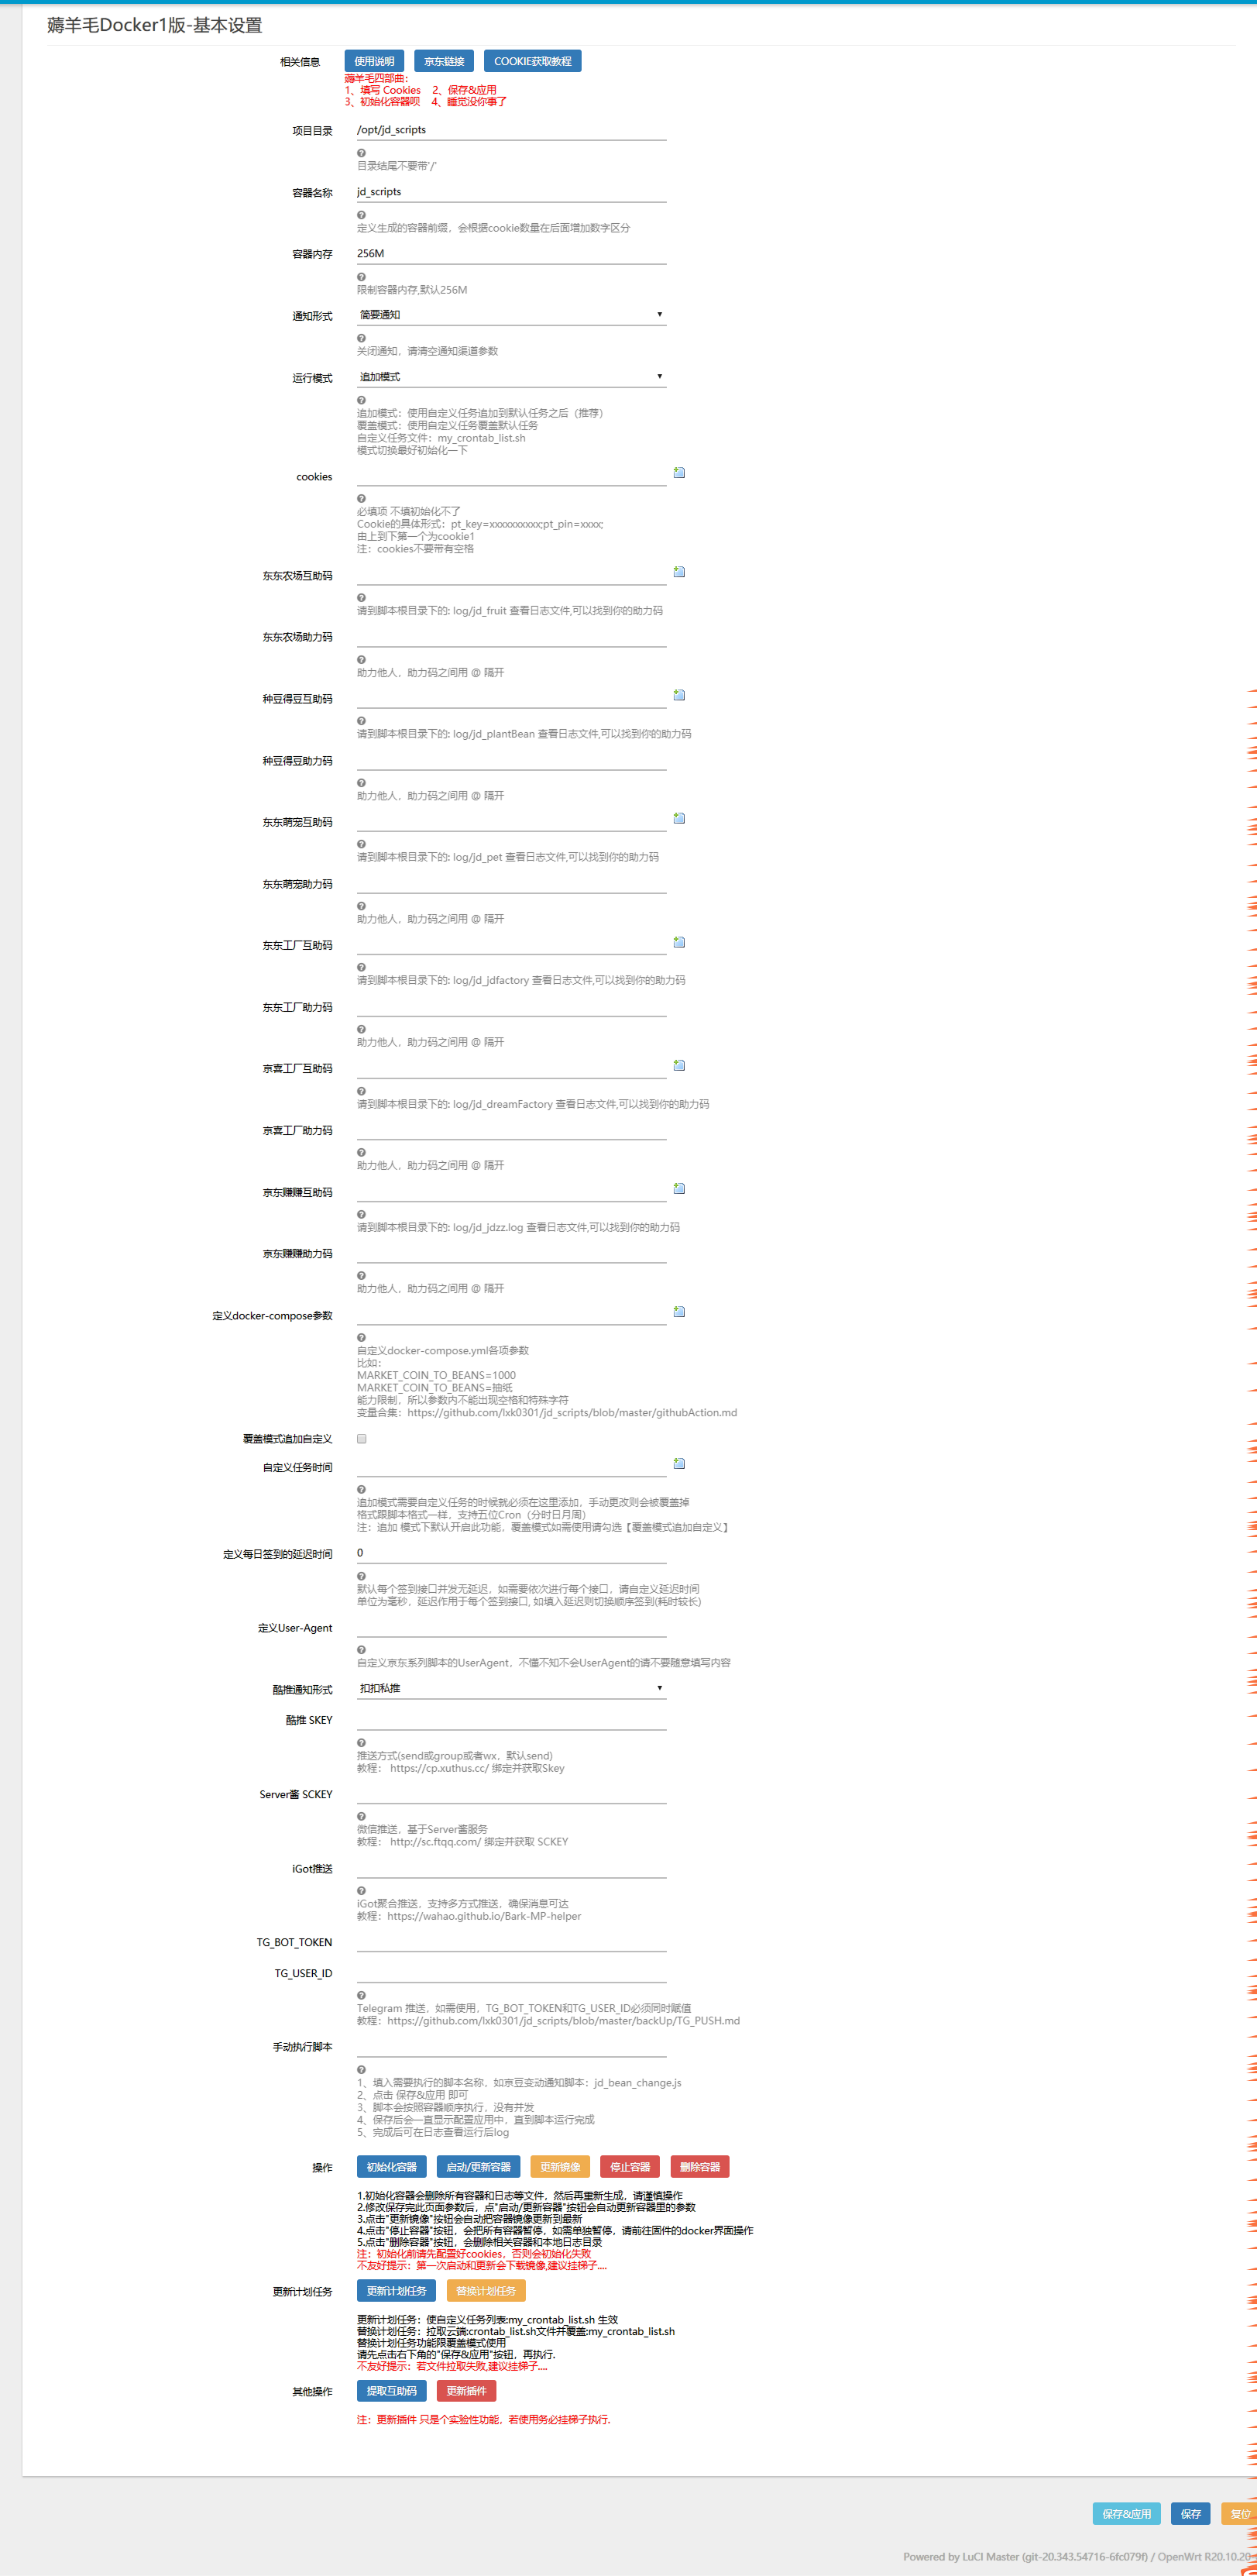 薅羊毛Docker1版-基本设置
相关信息 使用说明 京东链接 COOKIE获取教程
薅羊毛四部曲：
1、填写 Cookies 2、保存&应用
3、初始化容器呗 4、睡觉没你事了
项目目录 /opt/jd_scripts
目录结尾不要带'/'
容器名称 jd_scripts
定义生成的容器前缀，会根据cookie数量在后面增加数字区分
容器内存 256M
限制容器内存,默认256M
通知形式 简要通知
关闭通知，请清空通知渠道参数
运行模式 追加模式
追加模式：使用自定义任务追加到默认任务之后（推荐）
覆盖模式：使用自定义任务覆盖默认任务
自定义任务文件：my_crontab_list.sh
模式切换最好初始化一下
cookies
必填项 不填初始化不了
Cookie的具体形式：pt_key=xxxxxxxxxx;pt_pin=xxxx;
由上到下第一个为cookie1
注：cookies不要带有空格
东东农场互助码
请到脚本根目录下的: log/jd_fruit 查看日志文件,可以找到你的助力码
东东农场助力码
助力他人，助力码之间用 @ 隔开
种豆得豆互助码
请到脚本根目录下的: log/jd_plantBean 查看日志文件,可以找到你的助力码
种豆得豆助力码
助力他人，助力码之间用 @ 隔开
东东萌宠互助码
请到脚本根目录下的: log/jd_pet 查看日志文件,可以找到你的助力码
东东萌宠助力码
助力他人，助力码之间用 @ 隔开
东东工厂互助码
请到脚本根目录下的: log/jd_jdfactory 查看日志文件,可以找到你的助力码
东东工厂助力码
助力他人，助力码之间用 @ 隔开
京喜工厂互助码
请到脚本根目录下的: log/jd_dreamFactory 查看日志文件,可以找到你的助力码
京喜工厂助力码
助力他人，助力码之间用 @ 隔开
京东赚赚互助码
请到脚本根目录下的: log/jd_jdzz.log 查看日志文件,可以找到你的助力码
京东赚赚助力码
助力他人，助力码之间用 @ 隔开
定义docker-compose参数
自定义docker-compose.yml各项参数
比如：
MARKET_COIN_TO_BEANS=1000
MARKET_COIN_TO_BEANS=抽纸
能力限制，所以参数内不能出现空格和特殊字符
变量合集：https://github.com/lxk0301/jd_scripts/blob/master/githubAction.md
覆盖模式追加自定义
自定义任务时间
追加模式需要自定义任务的时候就必须在这里添加，手动更改则会被覆盖掉
格式跟脚本格式一样，支持五位Cron（分时日月周）
注：追加 模式下默认开启此功能，覆盖模式如需使用请勾选【覆盖模式追加自定义】
定义每日签到的延迟时间 0
默认每个签到接口并发无延迟，如需要依次进行每个接口，请自定义延迟时间
单位为毫秒，延迟作用于每个签到接口, 如填入延迟则切换顺序签到(耗时较长)
定义User-Agent
自定义京东系列脚本的UserAgent，不懂不知不会UserAgent的请不要随意填写内容
酷推通知形式 扣扣私推
酷推 SKEY
推送方式(send或group或者wx，默认send)
教程： https://cp.xuthus.cc/ 绑定并获取Skey
Server酱 SCKEY
微信推送，基于Server酱服务
教程： http://sc.ftqq.com/ 绑定并获取 SCKEY
iGot推送
iGot聚合推送，支持多方式推送，确保消息可达
教程：https://wahao.github.io/Bark-MP-helper
TG_BOT_TOKEN
TG_USER_ID
Telegram 推送，如需使用，TG_BOT_TOKEN和TG_USER_ID必须同时赋值
教程：https://github.com/lxk0301/jd_scripts/blob/master/backUp/TG_PUSH.md
手动执行脚本
1、填入需要执行的脚本名称，如京豆变动通知脚本：jd_bean_change.js
2、点击 保存&应用 即可
3、脚本会按照容器顺序执行，没有并发
4、保存后会一直显示配置应用中，直到脚本运行完成
5、完成后可在日志查看运行后log
操作 初始化容器 启动/更新容器 更新镜像 停止容器 删除容器
1.初始化容器会删除所有容器和日志等文件，然后再重新生成，请谨慎操作
2.修改保存完此页面参数后，点"启动/更新容器"按钮会自动更新容器里的参数
3.点击"更新镜像"按钮会自动把容器镜像更新到最新
4.点击"停止容器"按钮，会把所有容器暂停，如需单独暂停，请前往固件的docker界面操作
5.点击"删除容器"按钮，会删除相关容器和本地日志目录
注：初始化前请先配置好cookies，否则会初始化失败
不友好提示：第一次启动和更新会下载镜像,建议挂梯子....
更新计划任务 更新计划任务 替换计划任务
更新计划任务：使自定义任务列表:my_crontab_list.sh 生效
替换计划任务：拉取云端:crontab_list.sh文件并覆盖:my_crontab_list.sh
替换计划任务功能限覆盖模式使用
请先点击右下角的"保存&应用"按钮，再执行.
不友好提示：若文件拉取失败,建议挂梯子....
其他操作 提取互助码 更新插件
注：更新插件 只是个实验性功能，若使用务必挂梯子执行.
保存&应用 保存 复位
Powered by LuCI Master (git-20.343.54716-6fc079f) / OpenWrt R20.10.20